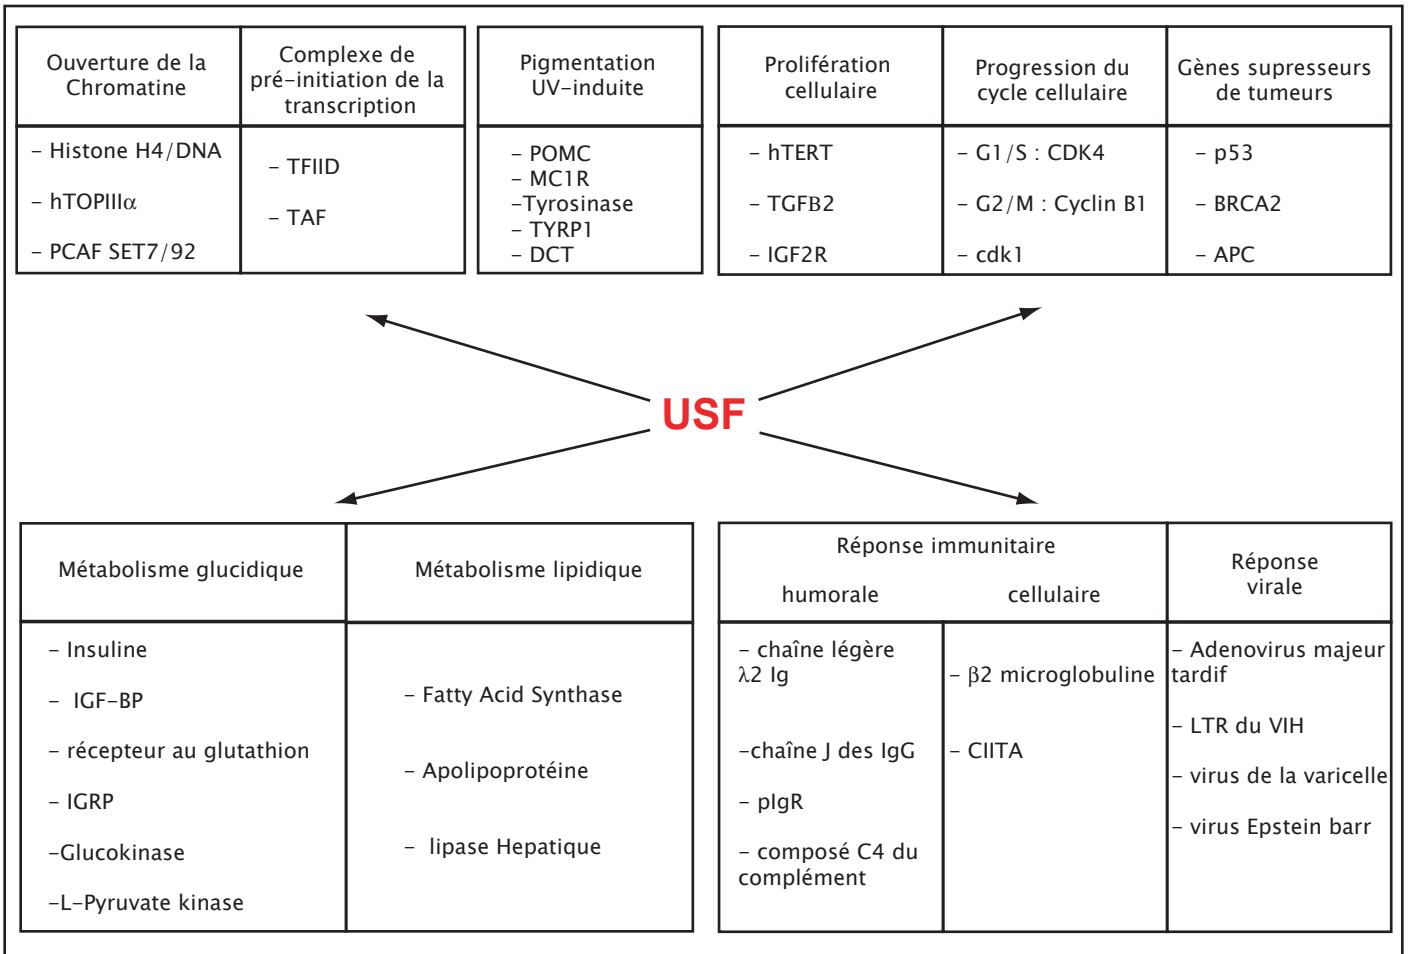 Ouverture de la
Chromatine
Complexe de
pré-initiation de la
transcription
- Histone H4/DNA
- hTOPIIIα
- PCAF SET7/92
- TFIID
- TAF
Pigmentation
UV-induite
- POMC
- MC1R
-Tyrosinase
- TYRP1
- DCT
Prolifération
cellulaire
Progression du
cycle cellulaire
Gènes supresseurs
de tumeurs
- hTERT
- TGFB2
- IGF2R
- G1/S : CDK4
- G2/M : Cyclin B1
- cdk1
- p53
- BRCA2
- APC
USF
Métabolisme glucidique
Métabolisme lipidique
- Insuline
- IGF-BP
- récepteur au glutathion
- IGRP
-Glucokinase
-L-Pyruvate kinase
- Fatty Acid Synthase
- Apolipoprotéine
- lipase Hepatique
Réponse immunitaire
humorale
cellulaire
Réponse
virale
- chaîne légère
λ2 Ig
-chaîne J des IgG
- pIgR
- composé C4 du
complément
- β2 microglobuline
- CIITA
- Adenovirus majeur
tardif
- LTR du VIH
- virus de la varicelle
- virus Epstein barr